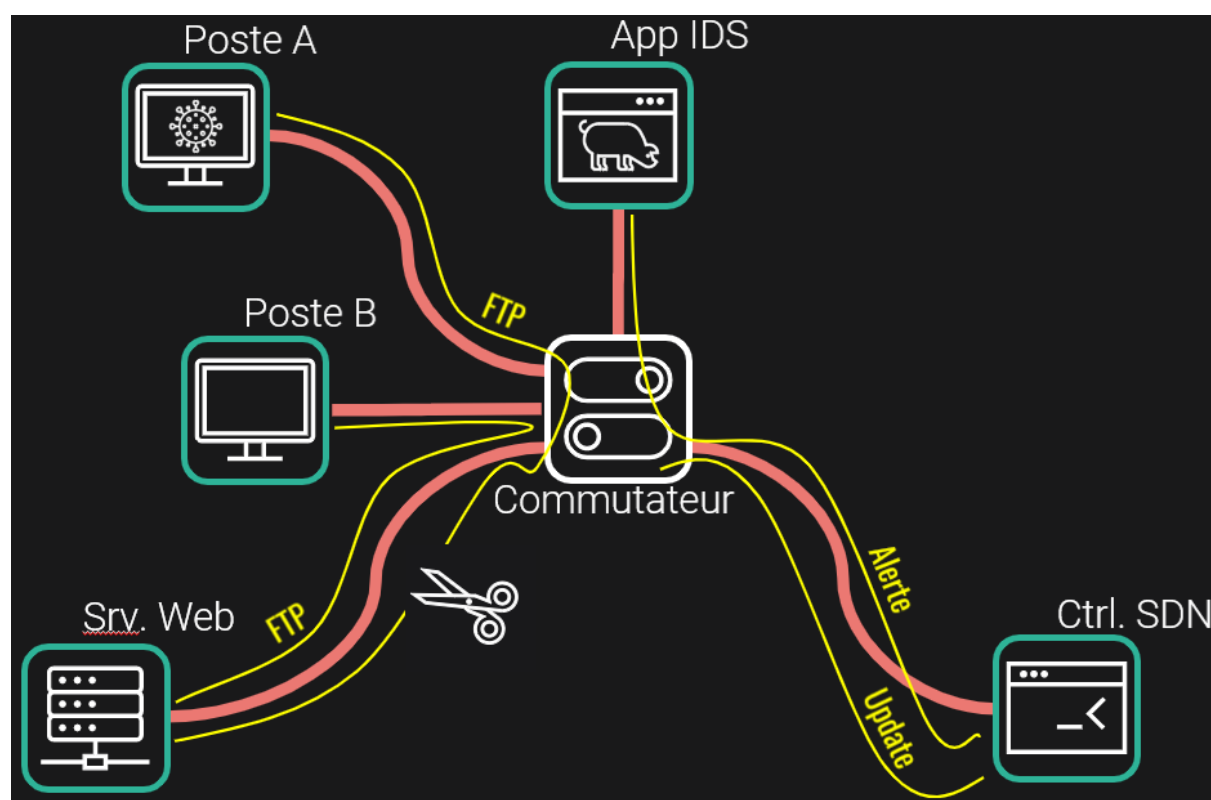 Poste A
App IDS
FTP
Poste B
Commutateur
Alerte
FTP
Srv. Web
Ctrl. SDN
Update